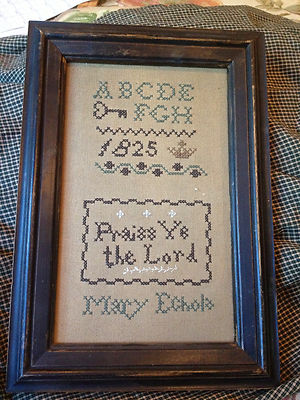 ABCDE
FGH
1825
Praise Ye
the Lord
Mary Echols